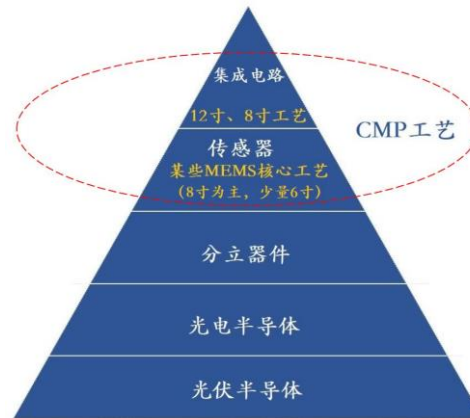 集成电路
12寸、8寸工艺
CMP工艺
传感器
某些MEMS核心工艺
(8寸为主，少量6寸)
分立器件
光电半导体
光伏半导体